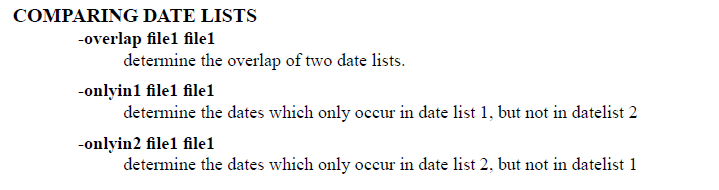 COMPARING DATE LISTS
-overlap file1 file1
determine the overlap of two date lists.
-onlyin1 file1 file1
determine the dates which only occur in date list 1, but not in datelist 2
-onlyin2 file1 file1
determine the dates which only occur in date list 2, but not in datelist 1